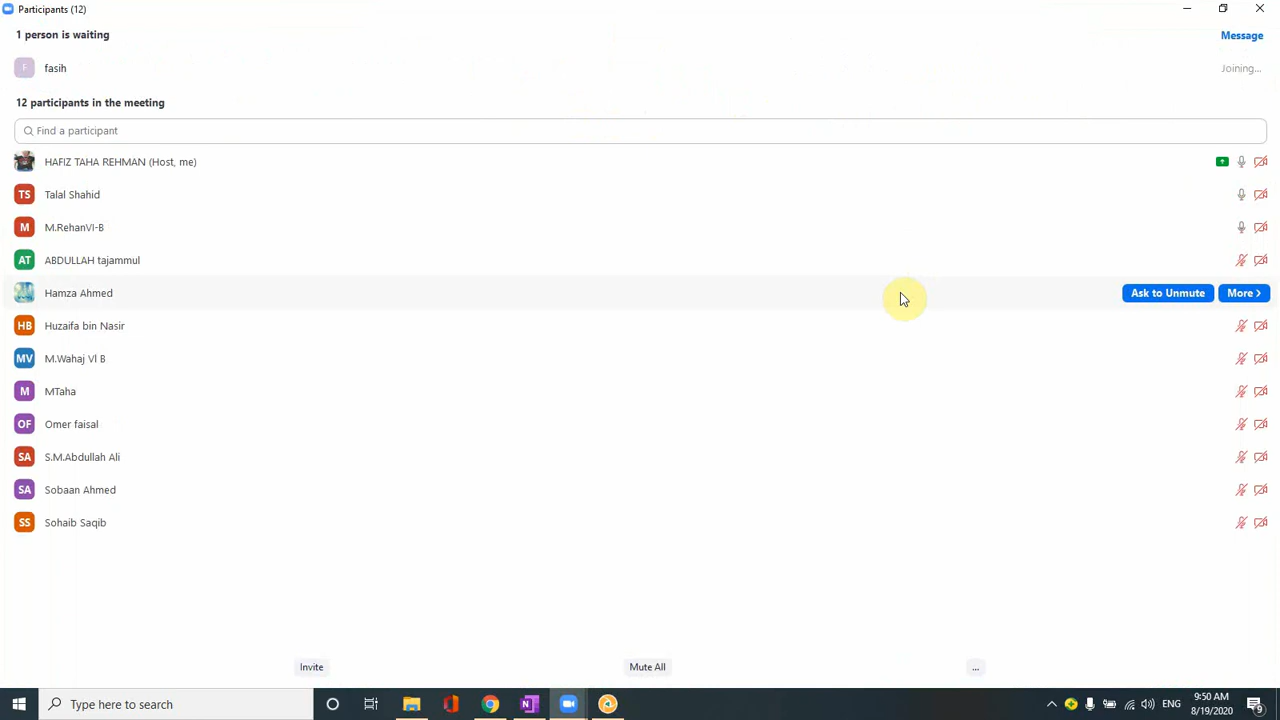 Participants (12)
1 person is waiting
Message
F
fasih
Joining...
12 participants in the meeting
Find a participant
HAFIZ TAHA REHMAN (Host, me)
TS Talal Shahid
M M.RehanVI-B
AT ABDULLAH tajammul
Hamza Ahmed
Ask to Unmute
More >
HB Huzaifa bin Nasir
MV M.Wahaj Vl B
M MTaha
OF Omer faisal
SA S.M.Abdullah Ali
SA Sobaan Ahmed
SS Sohaib Saqib
Invite
Mute All
...
Type here to search
ENG
9:50 AM
8/19/2020
9